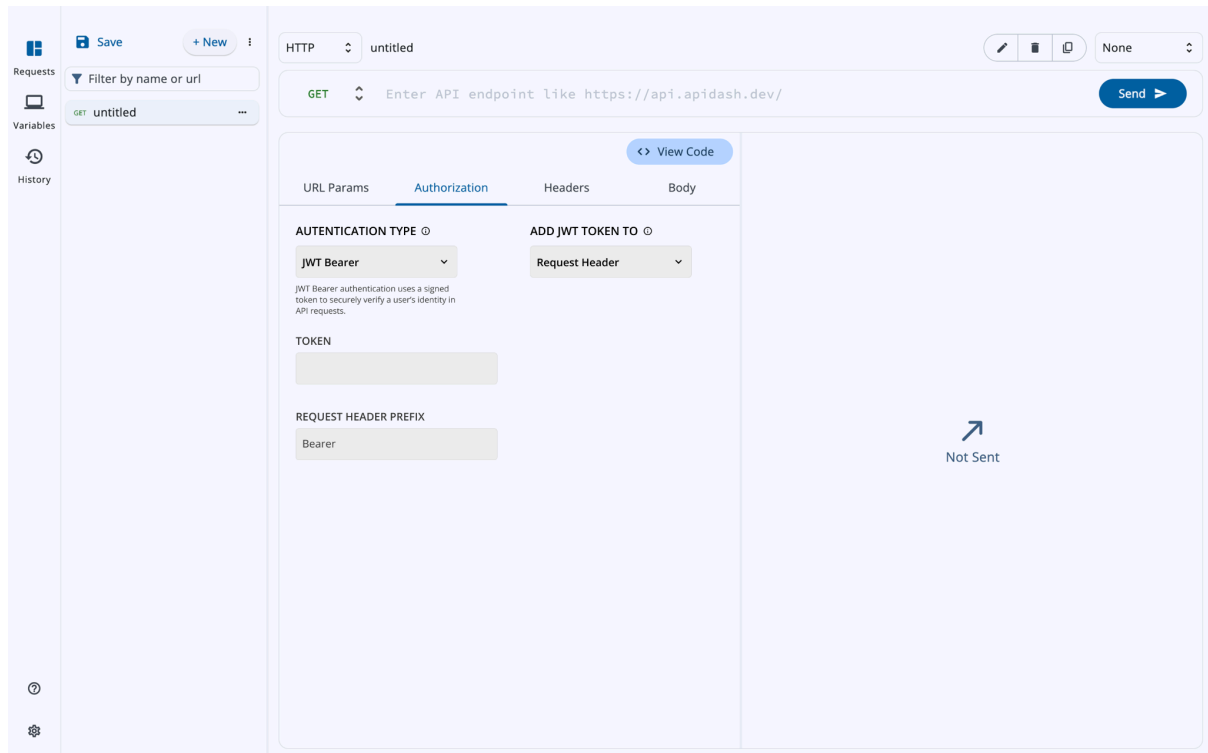 Requests
Variables
History
Save
+ New
Filter by name or url
GET untitled
HTTP
untitled
None
GET
Enter API endpoint like https://api.apidash.dev/
Send
<> View Code
URL Params
Authorization
Headers
Body
AUTENTICATION TYPE
ADD JWT TOKEN TO
JWT Bearer
Request Header
JWT Bearer authentication uses a signed
token to securely verify a user's identity in
API requests.
TOKEN
REQUEST HEADER PREFIX
Bearer
Not Sent